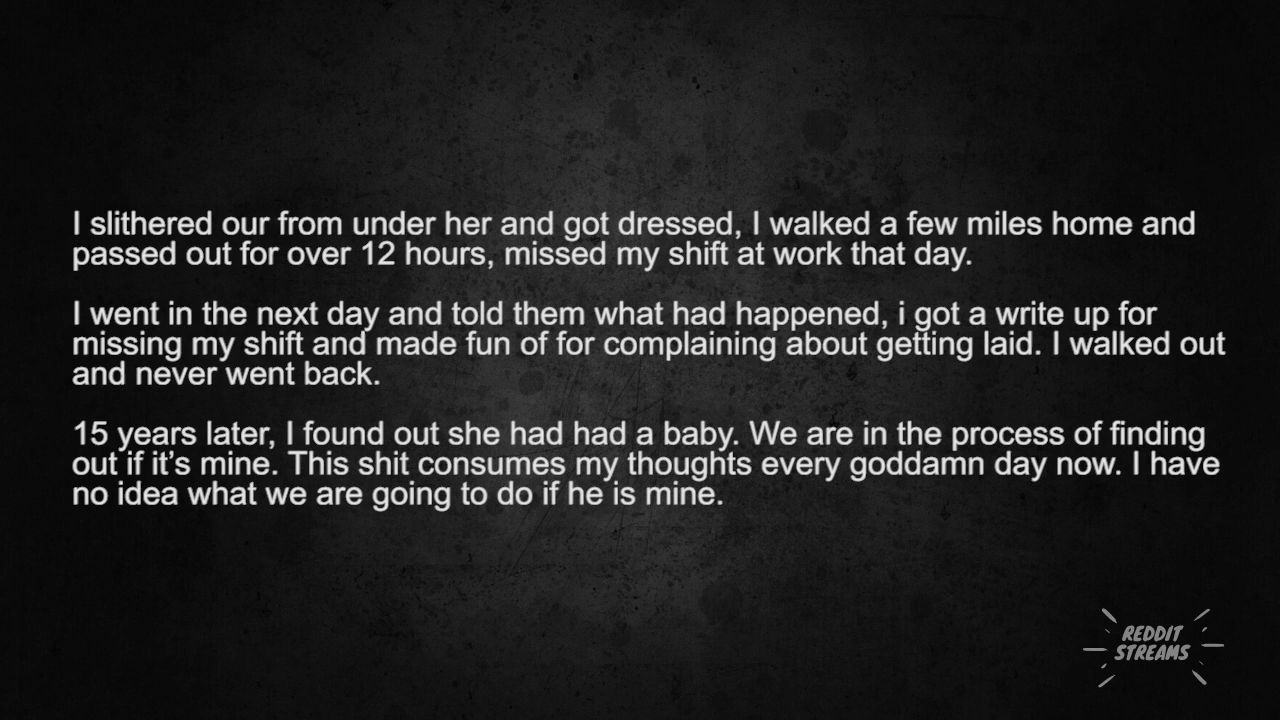 I slithered our from under her and got dressed, I walked a few miles home and
passed out for over 12 hours, missed my shift at work that day.
I went in the next day and told them what had happened, i got a write up for
missing my shift and made fun of for complaining about getting laid. I walked out
and never went back.
15 years later, I found out she had had a baby. We are in the process of finding
out if it’s mine. This shit consumes my thoughts every goddamn day now. I have
no idea what we are going to do if he is mine.
REDDIT
STREAMS